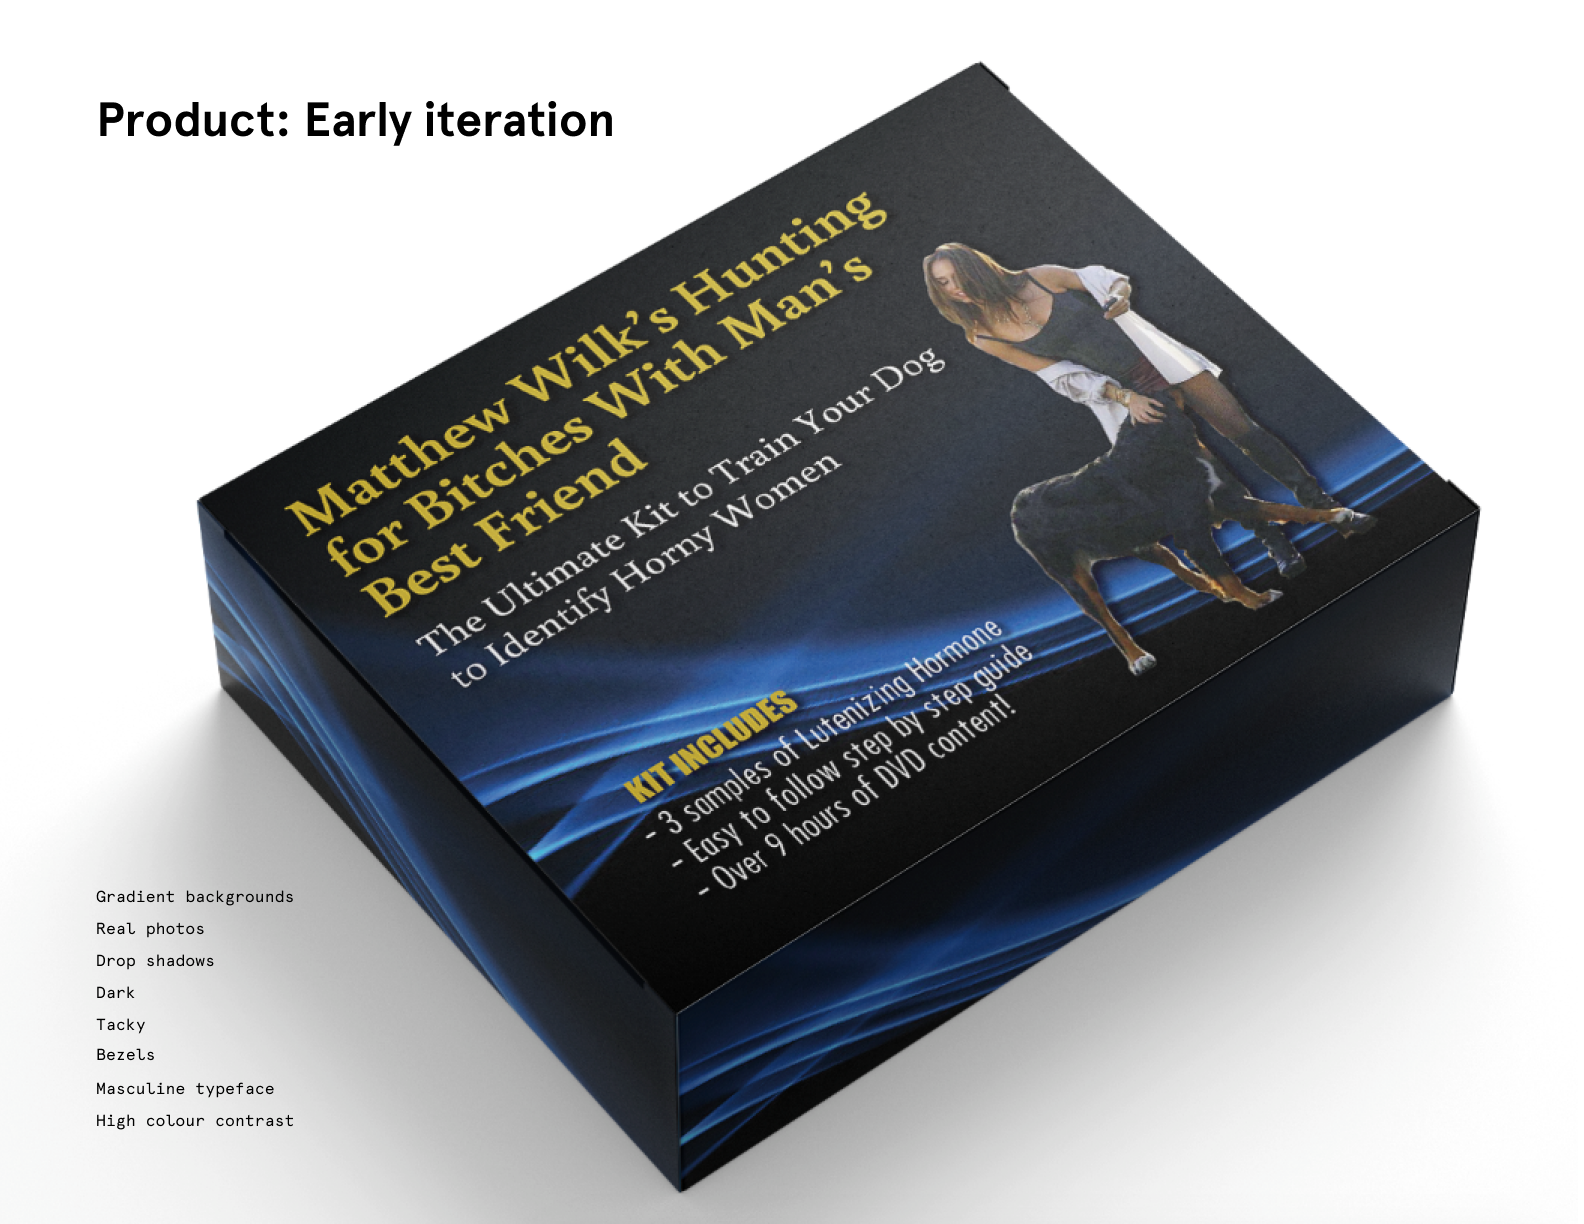 Product: Early iteration
Matthew Wilk's Hunting
for Bitches With Man's
Best Friend
The Ultimate Kit to Train Your Dog
to Identify Horny Women
KIT INCLUDES
- 3 samples of Lutenizing Hormone
- Easy to follow step by step guide
- Over 9 hours of DVD content!
Gradient backgrounds
Real photos
Drop shadows
Dark
Tacky
Bezels
Masculine typeface
High colour contrast